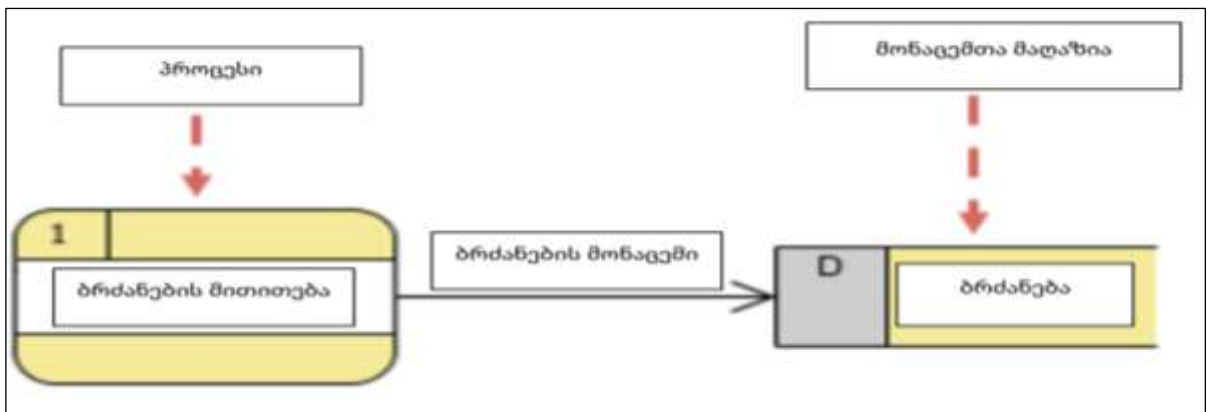 პროცესი
მონაცემთა მაღაზია
1
ბრძანების მითითება
ბრძანების მონაცემი
D
ბრძანება